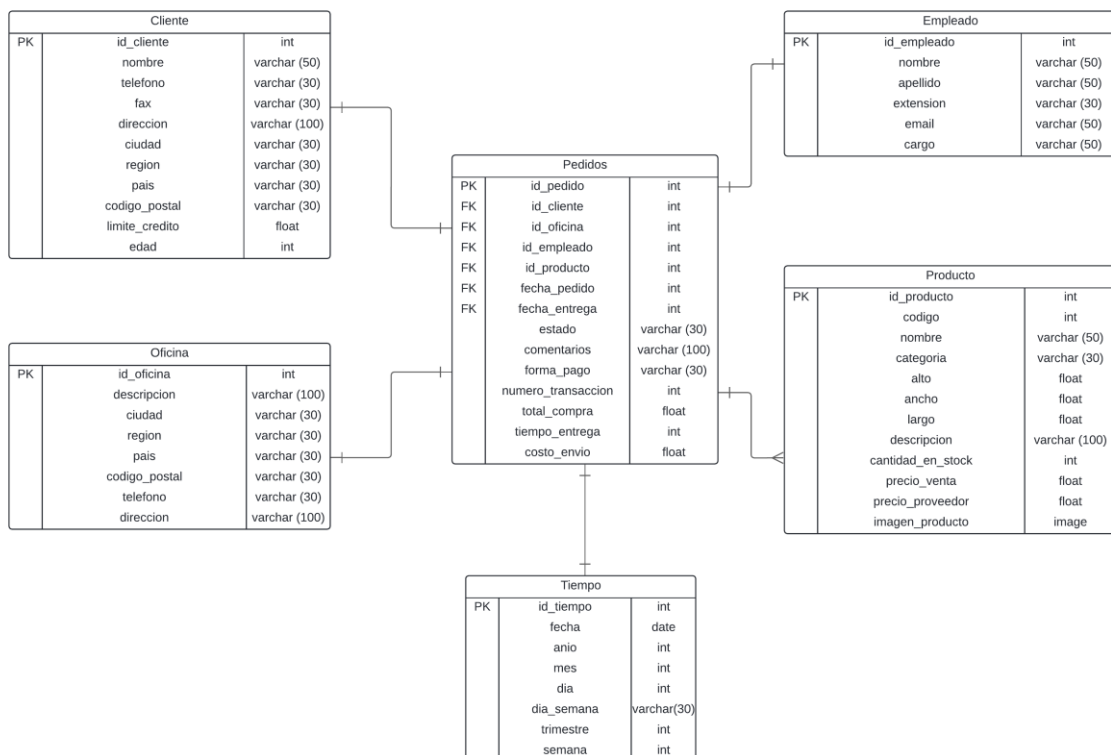 Cliente
PK id_cliente int
nombre varchar (50)
telefono varchar (30)
fax varchar (30)
direccion varchar (100)
ciudad varchar (30)
region varchar (30)
pais varchar (30)
codigo_postal varchar (30)
limite_credito float
edad int
Empleado
PK id_empleado int
nombre varchar (50)
apellido varchar (50)
extension varchar (30)
email varchar (50)
cargo varchar (50)
Pedidos
PK id_pedido int
FK id_cliente int
FK id_oficina int
FK id_empleado int
FK id_producto int
FK fecha_pedido int
FK fecha_entrega int
estado varchar (30)
comentarios varchar (100)
forma_pago varchar (30)
numero_transaccion int
total_compra float
tiempo_entrega int
costo_envio float
Oficina
PK id_oficina int
descripcion varchar (100)
ciudad varchar (30)
region varchar (30)
pais varchar (30)
codigo_postal varchar (30)
telefono varchar (30)
direccion varchar (100)
Producto
PK id_producto int
codigo int
nombre varchar (50)
categoria varchar (30)
alto float
ancho float
largo float
descripcion varchar (100)
cantidad_en_stock int
precio_venta float
precio_proveedor float
imagen_producto image
Tiempo
PK id_tiempo int
fecha date
anio int
mes int
dia int
dia_semana varchar(30)
trimestre int
semana int